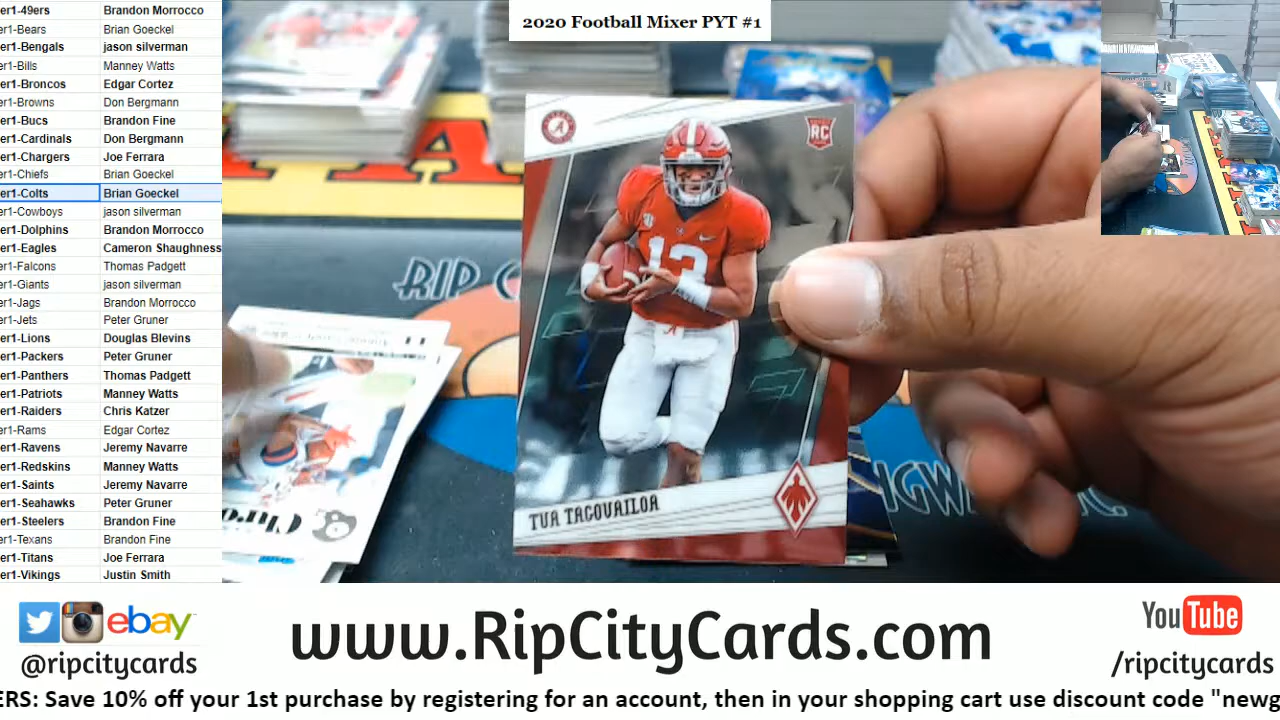 2020 Football Mixer PYT #1
er1-49ers Brandon Morrocco
er1-Bears Brian Goeckel
er1-Bengals jason silverman
er1-Bills Manney Watts
er1-Broncos Edgar Cortez
er1-Browns Don Bergmann
er1-Bucs Brandon Fine
er1-Cardinals Don Bergmann
er1-Chargers Joe Ferrara
er1-Chiefs Brian Goeckel
er1-Colts Brian Goeckel
er1-Cowboys jason silverman
er1-Dolphins Brandon Morrocco
er1-Eagles Cameron Shaughness
er1-Falcons Thomas Padgett
er1-Giants jason silverman
er1-Jags Brandon Morrocco
er1-Jets Peter Gruner
er1-Lions Douglas Blevins
er1-Packers Peter Gruner
er1-Panthers Thomas Padgett
er1-Patriots Manney Watts
er1-Raiders Chris Katzer
er1-Rams Edgar Cortez
er1-Ravens Jeremy Navarre
er1-Redskins Manney Watts
er1-Saints Jeremy Navarre
er1-Seahawks Peter Gruner
er1-Steelers Brandon Fine
er1-Texans Brandon Fine
er1-Titans Joe Ferrara
er1-Vikings Justin Smith
A
RC
13
RIP C
TUA TAGOVAILOA
ebay
@ripcitycards
www.RipCityCards.com
YouTube
/ripcitycards
ERS: Save 10% off your 1st purchase by registering for an account, then in your shopping cart use discount code "newg